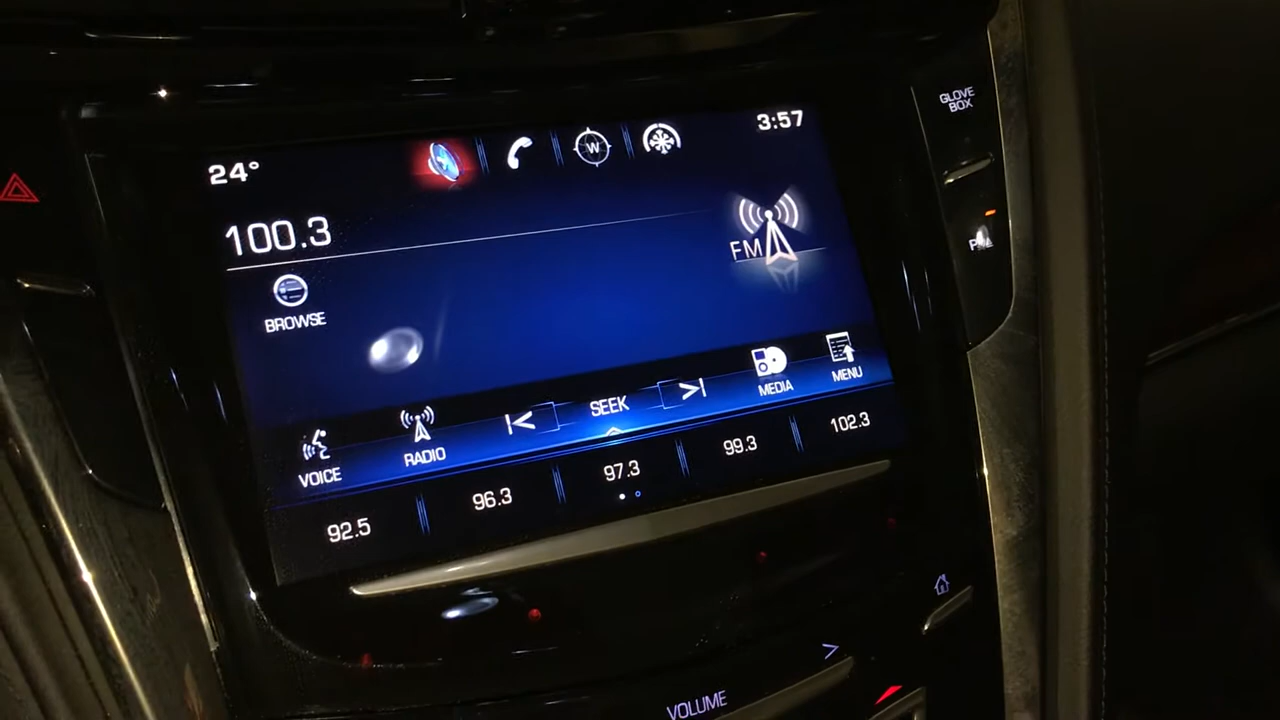 24° W 3:57
GLOVE
BOX
100.3
FM
BROWSE
VOICE RADIO SEEK MEDIA MENU
92.5 96.3 97.3 99.3 102.3
VOLUME